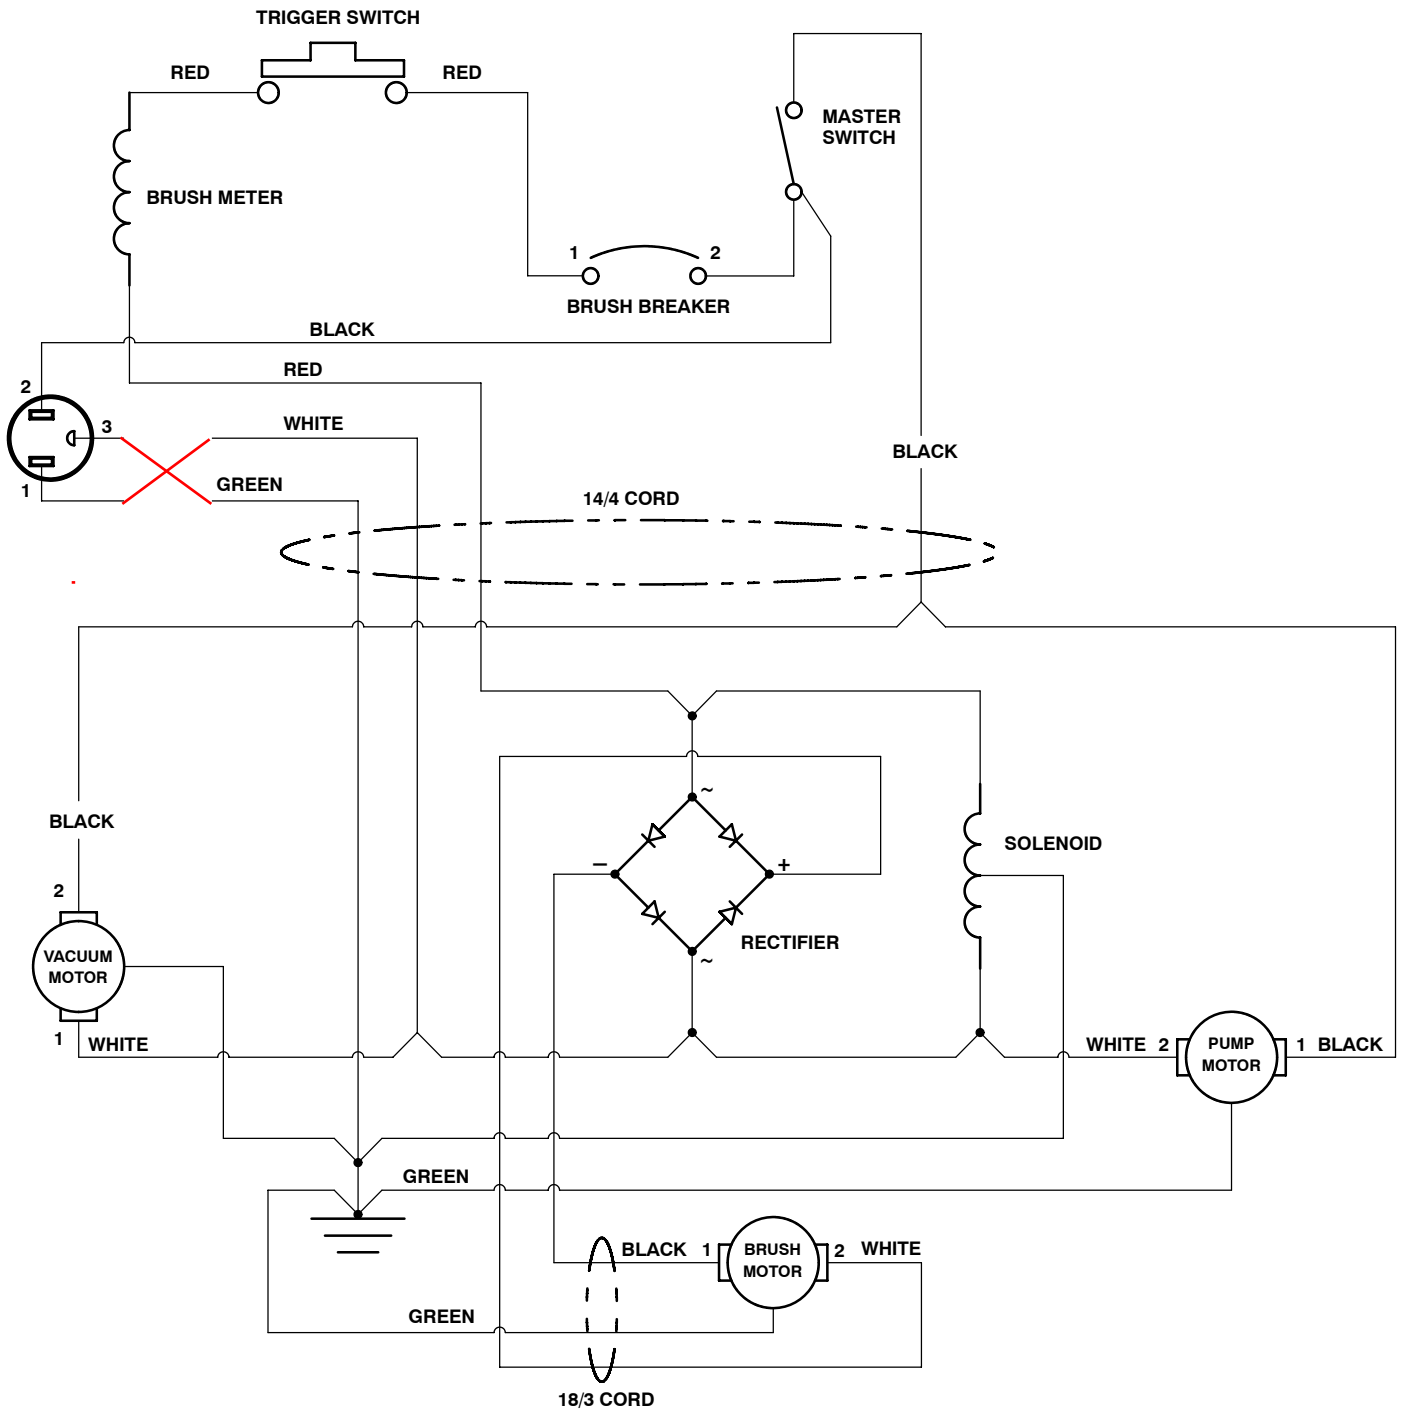 TRIGGER SWITCH
RED
RED
MASTER
SWITCH
BRUSH METER
1
2
BRUSH BREAKER
BLACK
RED
2
3
WHITE
BLACK
GREEN
1
14/4 CORD
~
BLACK
SOLENOID
–
+
2
RECTIFIER
VACUUM
MOTOR
~
1
WHITE
WHITE
2
PUMP
MOTOR
1
BLACK
GREEN
BLACK
1
BRUSH
MOTOR
2
WHITE
GREEN
18/3 CORD